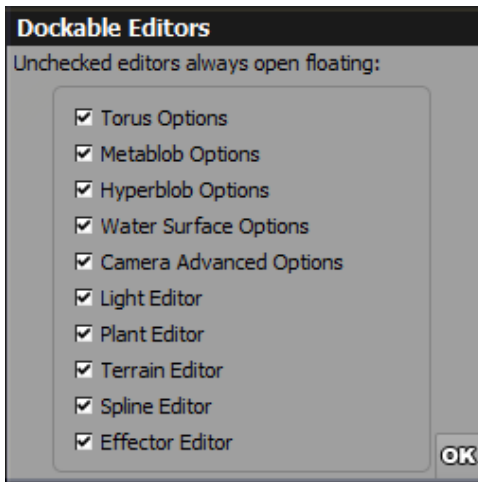 Dockable Editors
Unchecked editors always open floating:
Torus Options
Metablob Options
Hyperblob Options
Water Surface Options
Camera Advanced Options
Light Editor
Plant Editor
Terrain Editor
Spline Editor
Effector Editor
OK